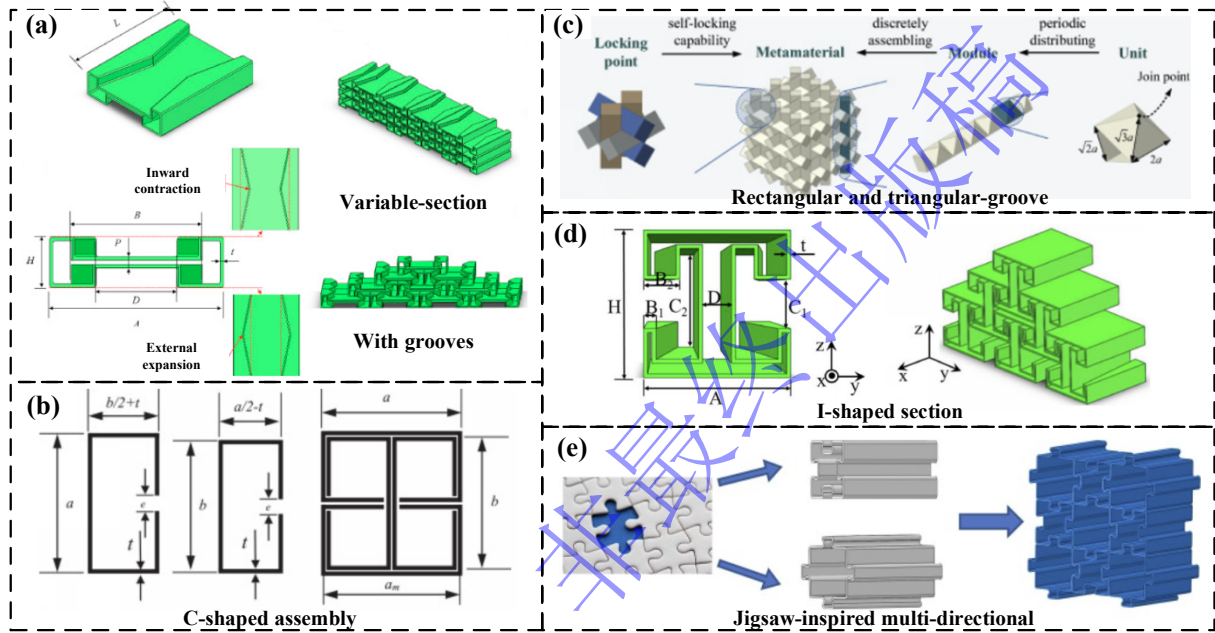 (a)
L
Inward
contraction
Variable-section
B
H
P
t
D
A
External
expansion
With grooves
(b)
b/2+t
a/2-t
a
a
e
t
b
e
t
b
a_m
C-shaped assembly
(c)
self-locking
capability
discretely
assembling
periodic
distributing
Locking
point
Metamaterial
Module
Unit
Join point
√2a
√3a
2a
Rectangular and triangular-groove
(d)
t
H
B₂
B₁
C₂
D
C₁
A
z
x
y
z
x
y
I-shaped section
(e)
Jigsaw-inspired multi-directional
非最终出版稿